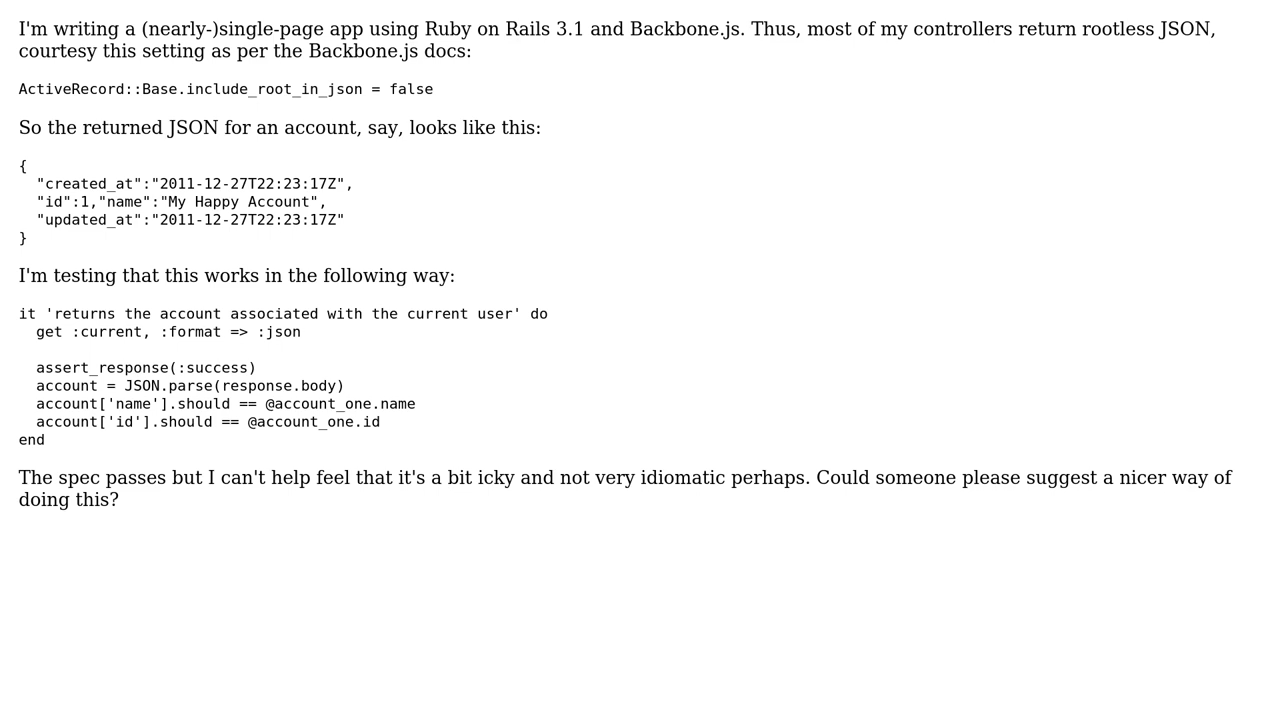 I'm writing a (nearly-)single-page app using Ruby on Rails 3.1 and Backbone.js. Thus, most of my controllers return rootless JSON,
courtesy this setting as per the Backbone.js docs:
ActiveRecord::Base.include_root_in_json = false
So the returned JSON for an account, say, looks like this:
{
  "created_at":"2011-12-27T22:23:17Z",
  "id":1,"name":"My Happy Account",
  "updated_at":"2011-12-27T22:23:17Z"
}
I'm testing that this works in the following way:
it 'returns the account associated with the current user' do
  get :current, :format => :json
  assert_response(:success)
  account = JSON.parse(response.body)
  account['name'].should == @account_one.name
  account['id'].should == @account_one.id
end
The spec passes but I can't help feel that it's a bit icky and not very idiomatic perhaps. Could someone please suggest a nicer way of
doing this?